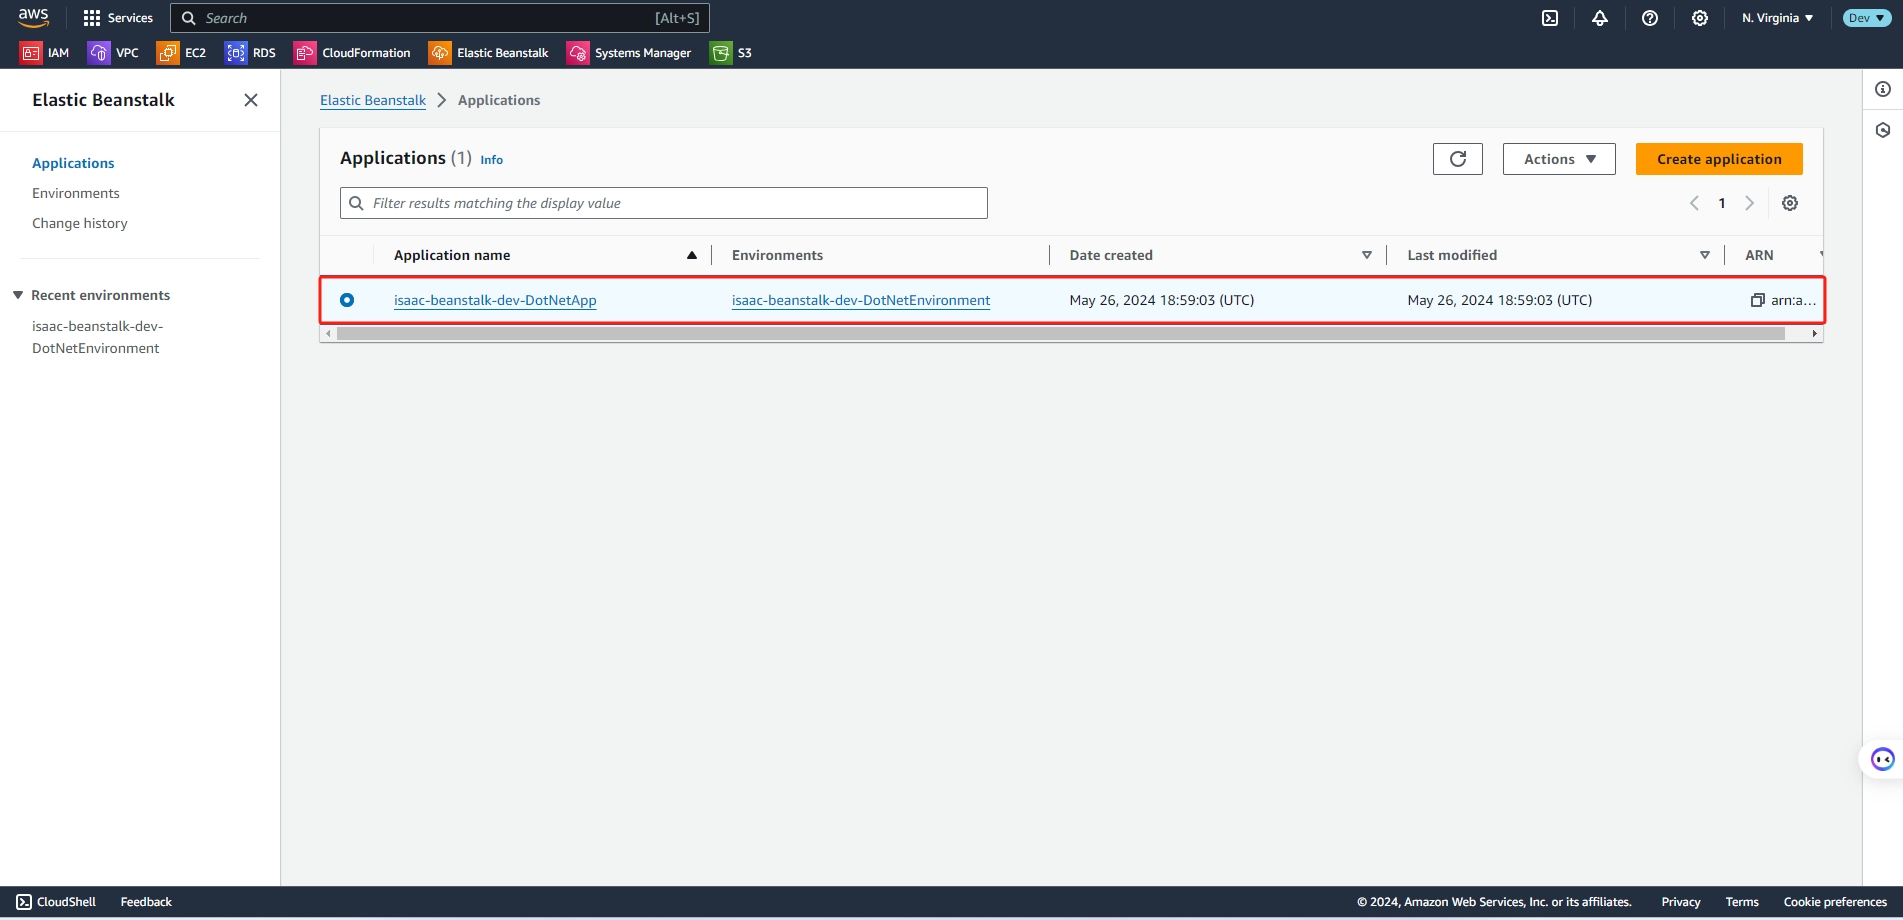 aws
Services
Search
[Alt+S]
N. Virginia
Dev
IAM
VPC
EC2
RDS
CloudFormation
Elastic Beanstalk
Systems Manager
S3
Elastic Beanstalk
Applications
Environments
Change history
Recent environments
isaac-beanstalk-dev-
DotNetEnvironment
Elastic Beanstalk
Applications
Applications (1) Info
Actions
Create application
Filter results matching the display value
1
Application name
Environments
Date created
Last modified
ARN
isaac-beanstalk-dev-DotNetApp
isaac-beanstalk-dev-DotNetEnvironment
May 26, 2024 18:59:03 (UTC)
May 26, 2024 18:59:03 (UTC)
arn:a...
CloudShell
Feedback
© 2024, Amazon Web Services, Inc. or its affiliates.
Privacy
Terms
Cookie preferences